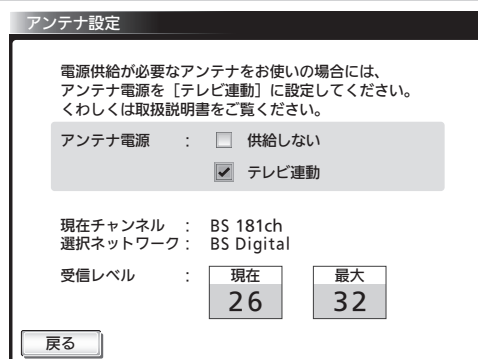 アンテナ設定
電源供給が必要なアンテナをお使いの場合には、
アンテナ電源を［テレビ連動］に設定してください。
くわしくは取扱説明書をご覧ください。
アンテナ電源 : 供給しない
テレビ連動
現在チャンネル : BS 181ch
選択ネットワーク : BS Digital
受信レベル : 現在 最大
26 32
戻る